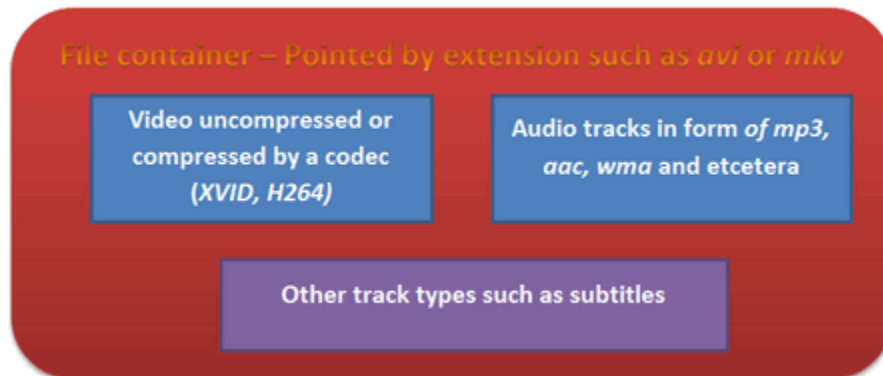 File container – Pointed by extension such as avi or mkv
Video uncompressed or
compressed by a codec
(XVID, H264)
Audio tracks in form of mp3,
aac, wma and etcetera
Other track types such as subtitles